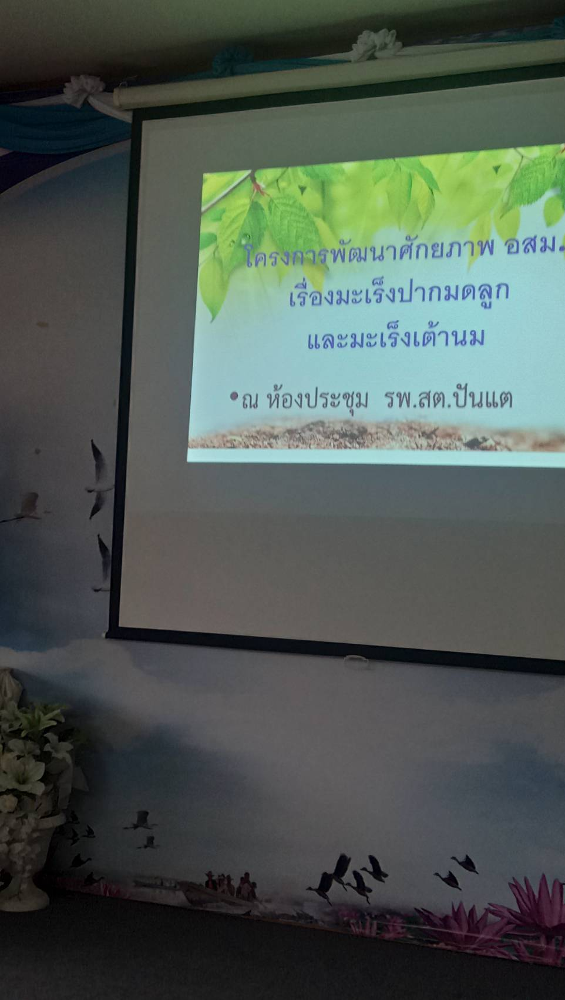 โครงการพัฒนาศักยภาพ อสม.
เรื่องมะเร็งปากมดลูก
และมะเร็งเต้านม
•ณ ห้องประชุม รพ.สต.ปันแต